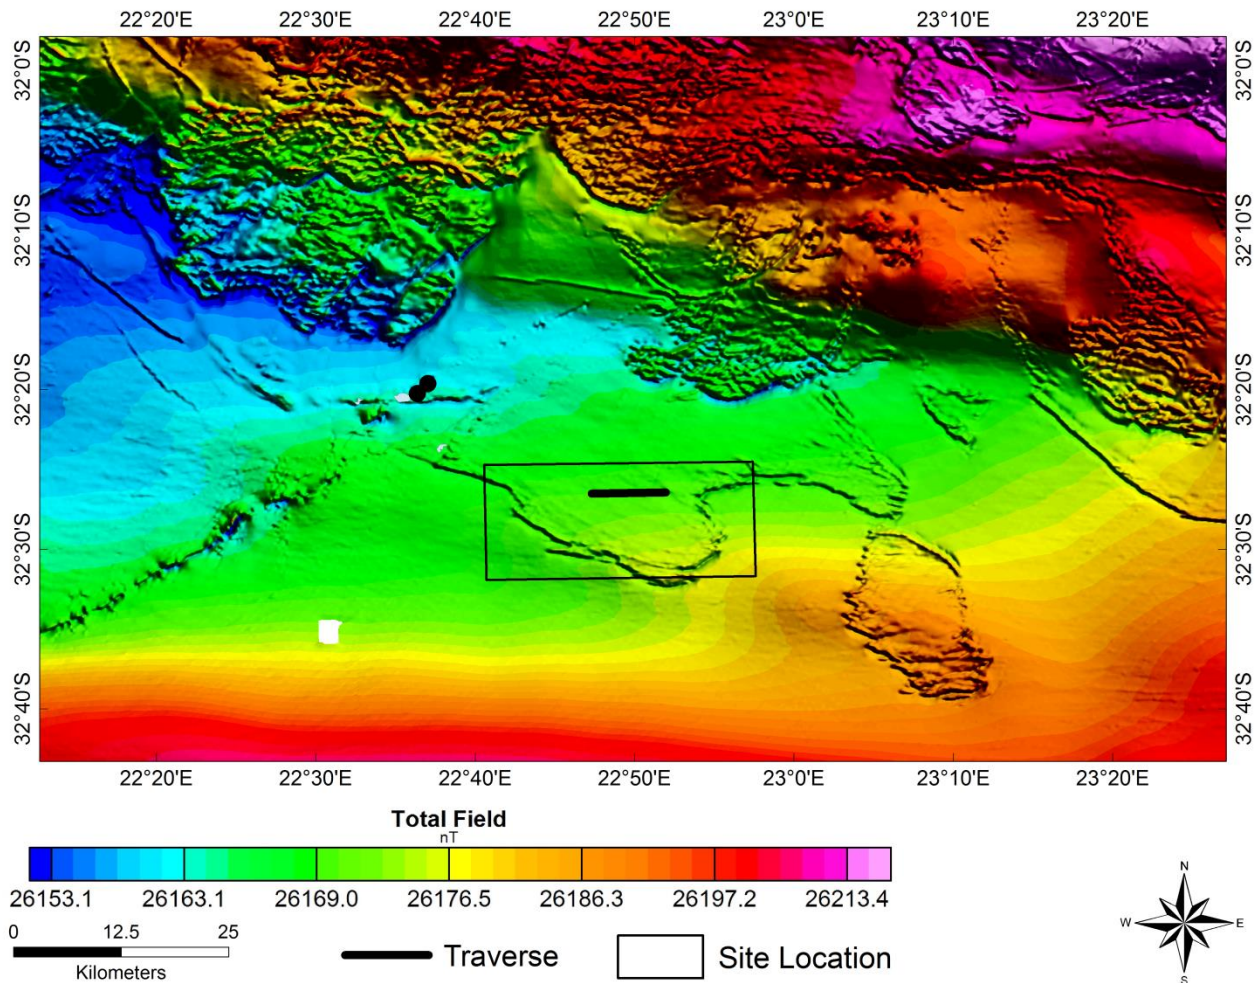 22°20'E 22°30'E 22°40'E 22°50'E 23°0'E 23°10'E 23°20'E
32°0'S 32°0'S
32°10'S 32°10'S
32°20'S 32°20'S
32°30'S 32°30'S
32°40'S 32°40'S
22°20'E 22°30'E 22°40'E 22°50'E 23°0'E 23°10'E 23°20'E
Total Field
nT
26153.1 26163.1 26169.0 26176.5 26186.3 26197.2 26213.4
0 12.5 25
Kilometers
Traverse
Site Location
N
W E
S